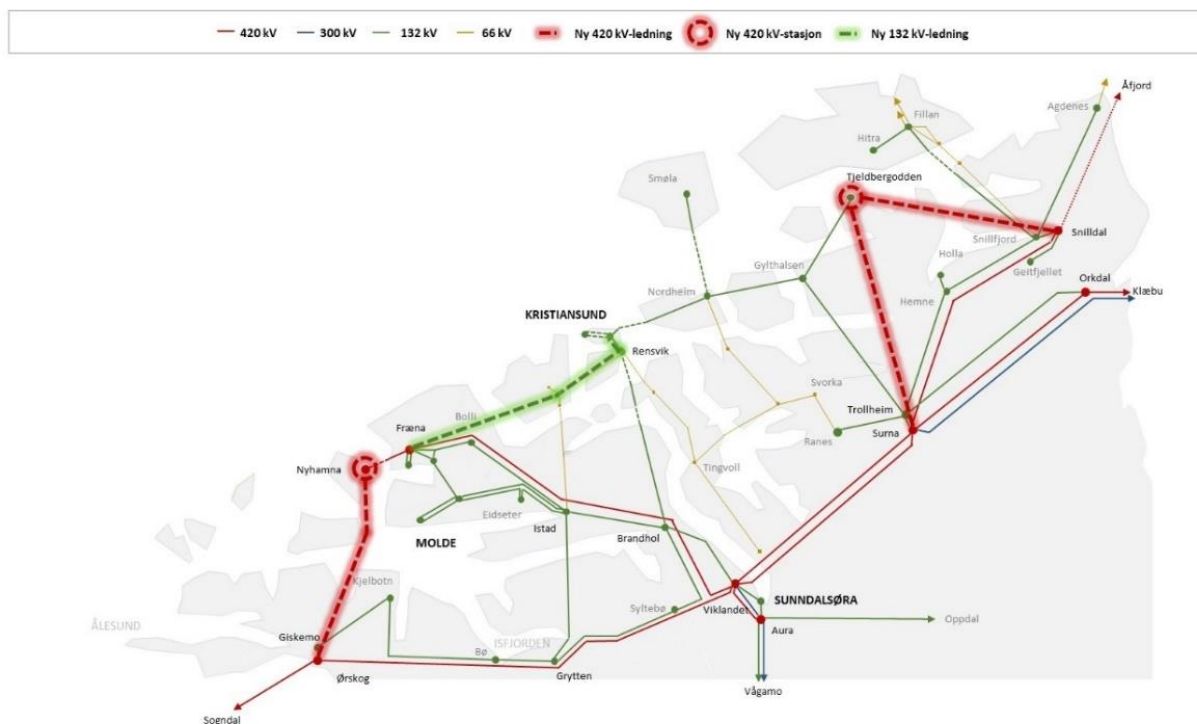 420 kV 300 kV 132 kV 66 kV Ny 420 kV-ledning Ny 420 kV-stasjon Ny 132 kV-ledning
Åfjord
Agdenes
Fillan
Hitra
Tjeldbergodden
Smøla
Snillfjord
Snilldal
Holla
Geitfjellet
Gylthalsen
Orkdal
Klæbu
Nordheim
Hemne
KRISTIANSUND
Rensvik
Svorka
Trollheim
Bolli
Fræna
Ranes
Surna
Nyhamna
Tingvoll
Eidseter
Istad
MOLDE
Brandhol
Kjelbotn
SUNNDALSØRA
Syltebø
Viklandet
ÅLESUND
Oppdal
Giskemo
ISFJORDEN
Aura
Bø
Ørskog
Grytten
Vågamo
Sogndal